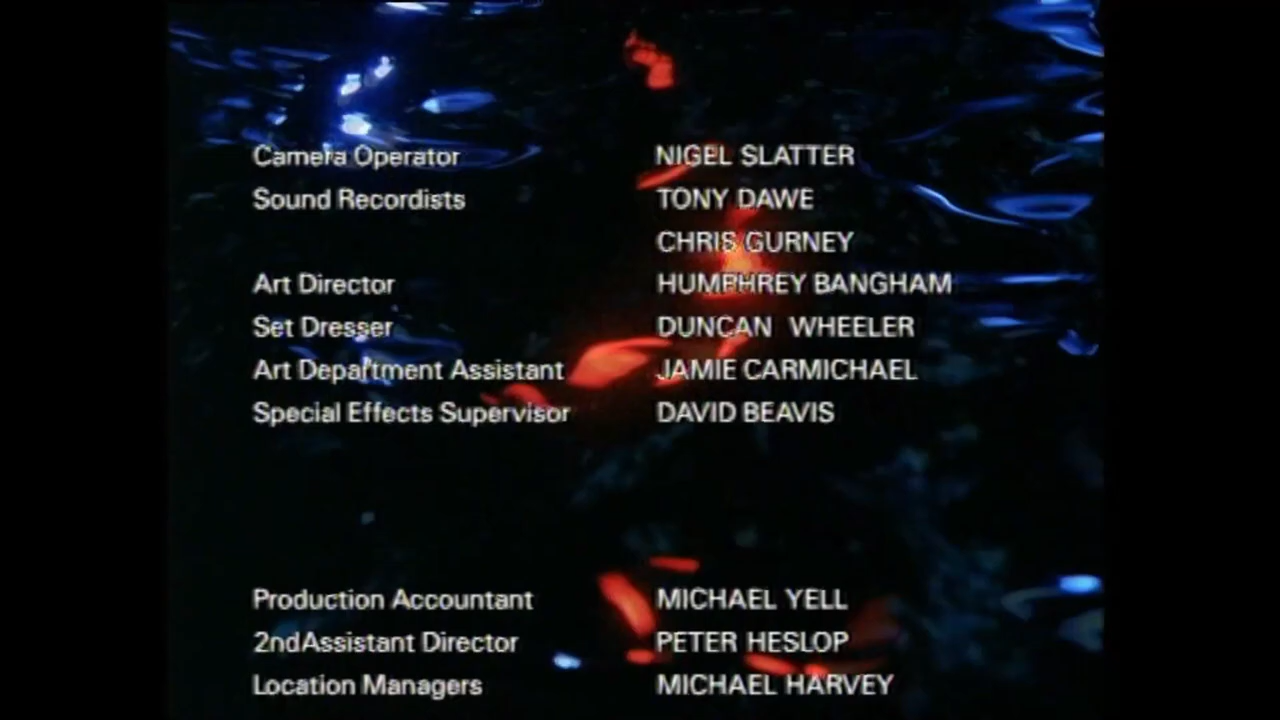 Camera Operator NIGEL SLATTER
Sound Recordists TONY DAWE
CHRIS GURNEY
Art Director HUMPHREY BANGHAM
Set Dresser DUNCAN WHEELER
Art Department Assistant JAMIE CARMICHAEL
Special Effects Supervisor DAVID BEAVIS
Production Accountant MICHAEL YELL
2ndAssistant Director PETER HESLOP
Location Managers MICHAEL HARVEY